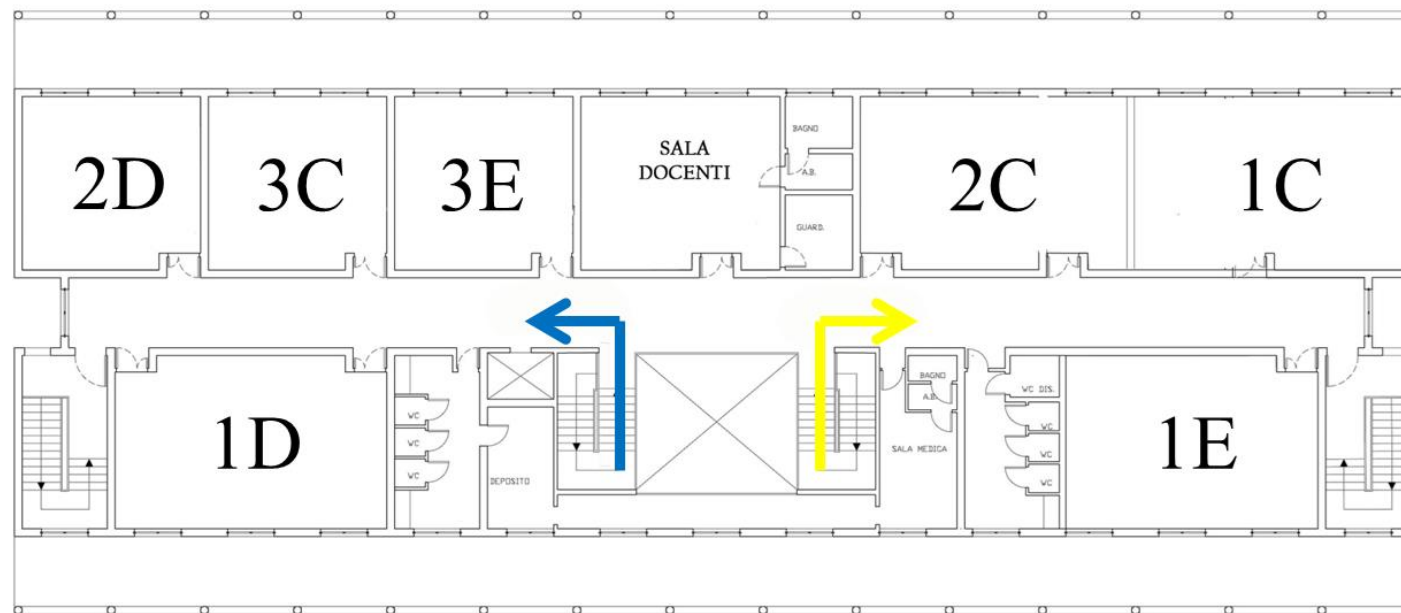 2D
3C
3E
SALA
DOCENTI
BAGNO
A.B.
GUARD.
2C
1C
1D
WC
WC
WC
DEPOSITO
BAGNO
A.B.
SALA MEDICA
WC DIS.
WC
WC
WC
1E